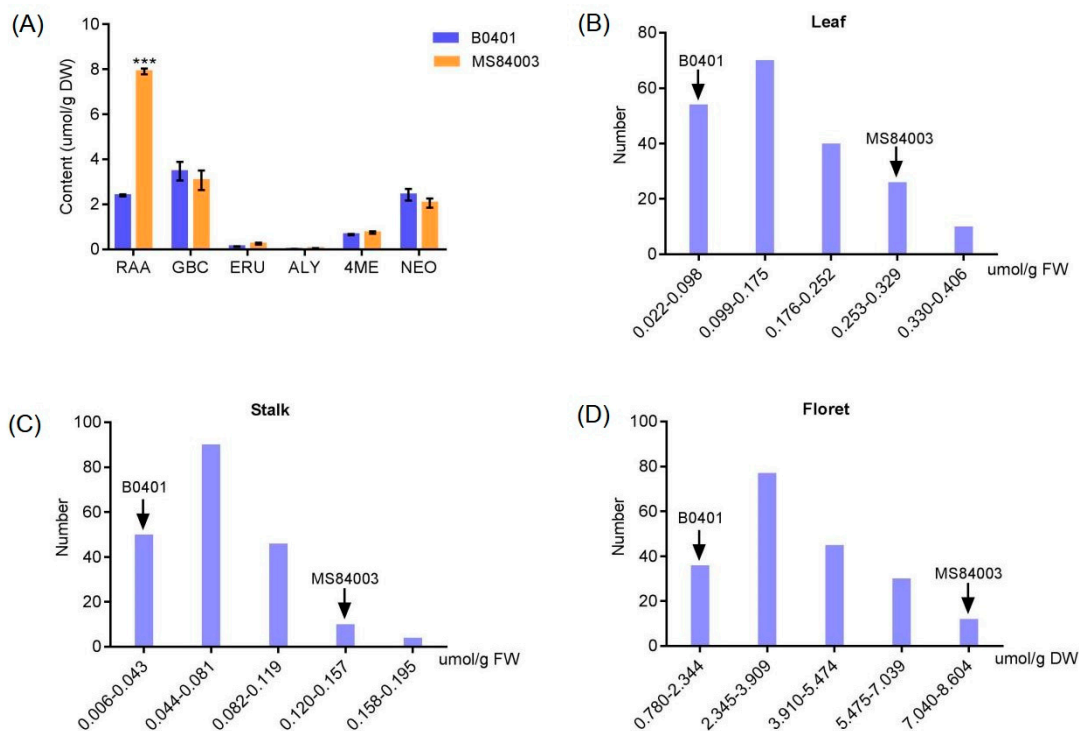 (A)
10
8
6
4
2
0
Content (umol/g DW)
***
B0401
MS84003
RAA GBC ERU ALY 4ME NEO
(B)
Leaf
80
60
40
20
0
Number
B0401
MS84003
umol/g FW
0.022-0.098
0.099-0.175
0.176-0.252
0.253-0.329
0.330-0.406
(C)
Stalk
100
80
60
40
20
0
Number
B0401
MS84003
umol/g FW
0.006-0.043
0.044-0.081
0.082-0.119
0.120-0.157
0.158-0.195
(D)
Floret
100
80
60
40
20
0
Number
B0401
MS84003
umol/g DW
0.780-2.344
2.345-3.909
3.910-5.474
5.475-7.039
7.040-8.604